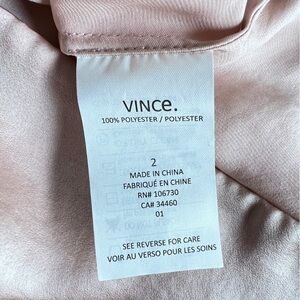 VINCE.
100% POLYESTER / POLYESTER
2
MADE IN CHINA
FABRIQUÉ EN CHINE
RN# 106730
CA# 34460
01
SEE REVERSE FOR CARE
VOIR AU VERSO POUR LES SOINS